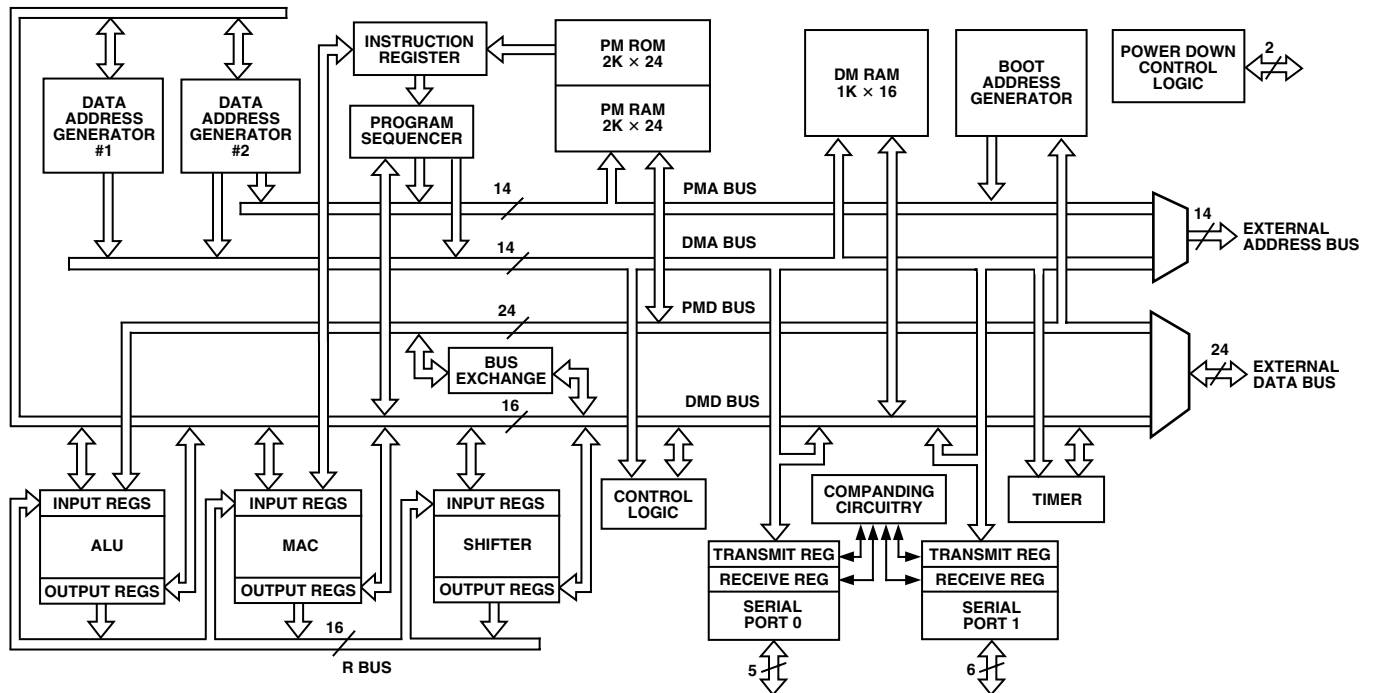 INSTRUCTION
REGISTER
PM ROM
2K × 24
PM RAM
2K × 24
DM RAM
1K × 16
BOOT
ADDRESS
GENERATOR
POWER DOWN
CONTROL
LOGIC
2
DATA
ADDRESS
GENERATOR
#1
DATA
ADDRESS
GENERATOR
#2
PROGRAM
SEQUENCER
14
PMA BUS
14
EXTERNAL
ADDRESS BUS
14
DMA BUS
24
PMD BUS
BUS
EXCHANGE
24
EXTERNAL
DATA BUS
16
DMD BUS
INPUT REGS
ALU
OUTPUT REGS
INPUT REGS
MAC
OUTPUT REGS
INPUT REGS
SHIFTER
OUTPUT REGS
16
R BUS
CONTROL
LOGIC
COMPANDING
CIRCUITRY
TIMER
TRANSMIT REG
RECEIVE REG
SERIAL
PORT 0
5
TRANSMIT REG
RECEIVE REG
SERIAL
PORT 1
6